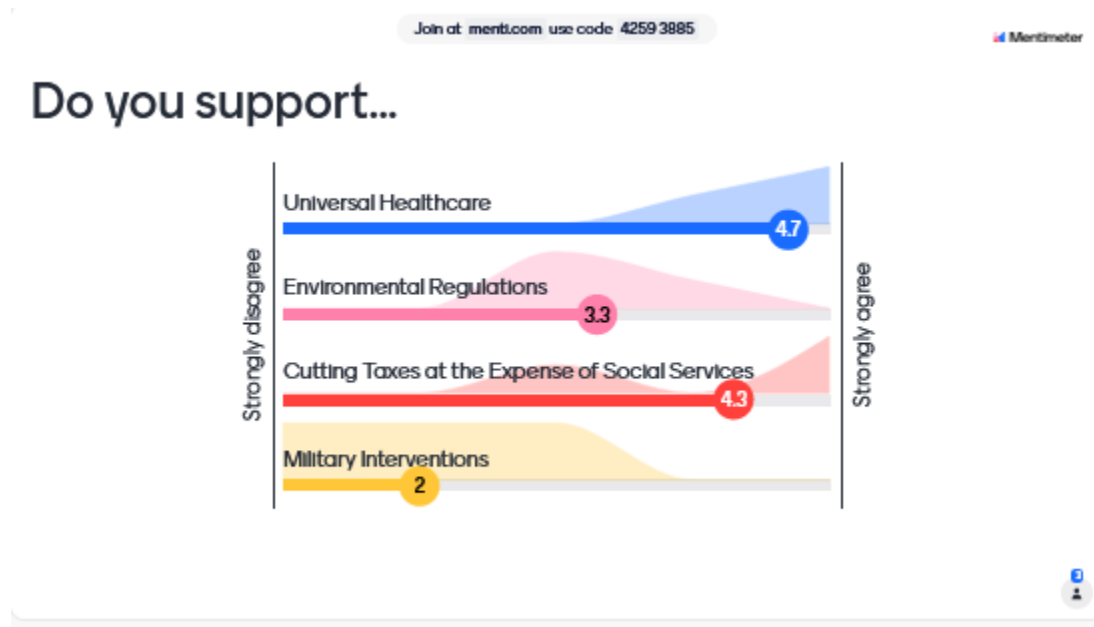 Join at menti.com use code 4259 3885
Mentimeter
Do you support...
Universal Healthcare
4.7
Environmental Regulations
3.3
Cutting Taxes at the Expense of Social Services
4.3
Military Interventions
2
Strongly disagree
Strongly agree
3